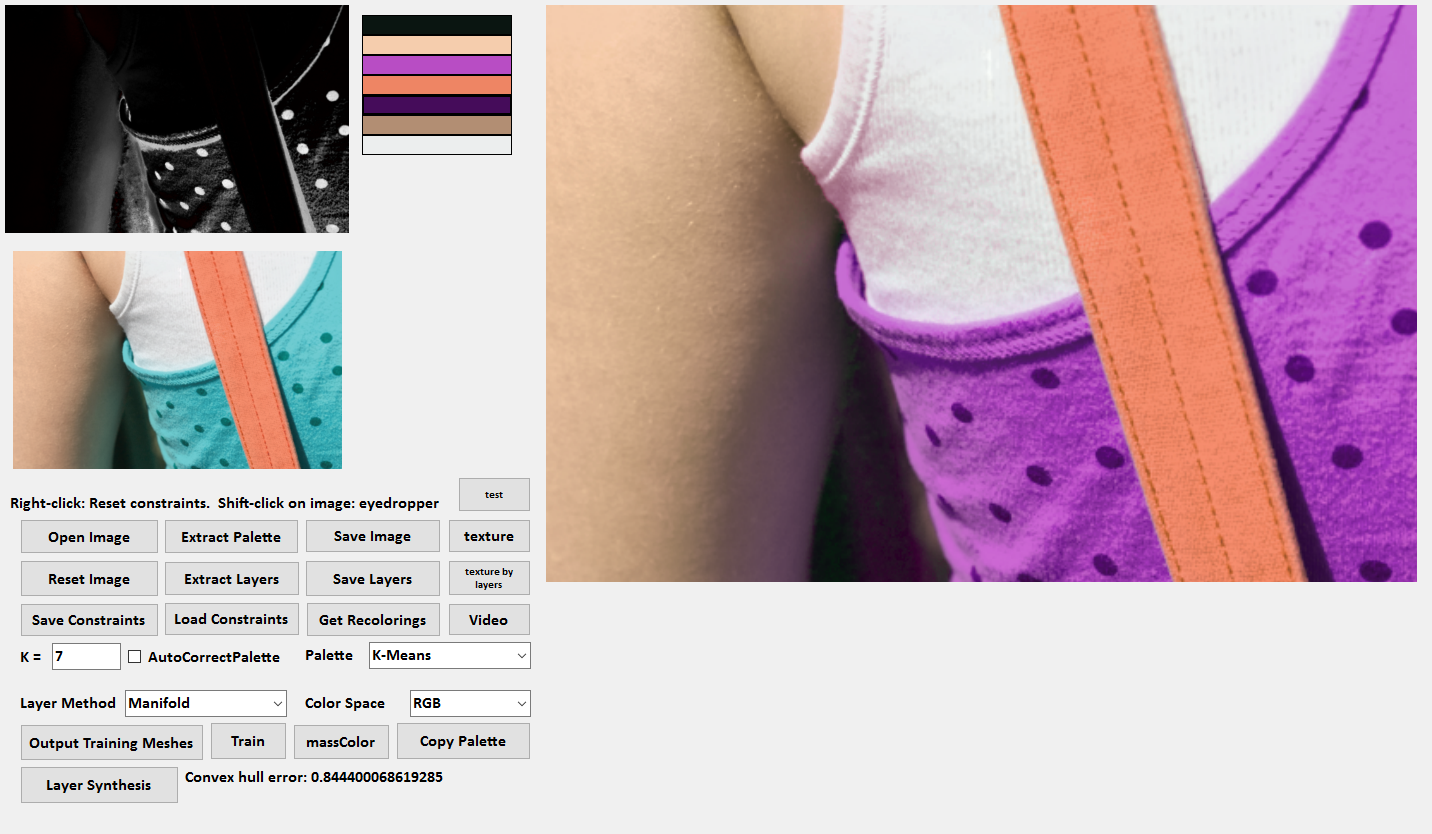 Right-click: Reset constraints.  Shift-click on image: eyedropper
test
Open Image
Extract Palette
Save Image
texture
Reset Image
Extract Layers
Save Layers
texture by
layers
Save Constraints
Load Constraints
Get Recolorings
Video
K =
7
AutoCorrectPalette
Palette
K-Means
Layer Method
Manifold
Color Space
RGB
Output Training Meshes
Train
massColor
Copy Palette
Layer Synthesis
Convex hull error: 0.844400068619285